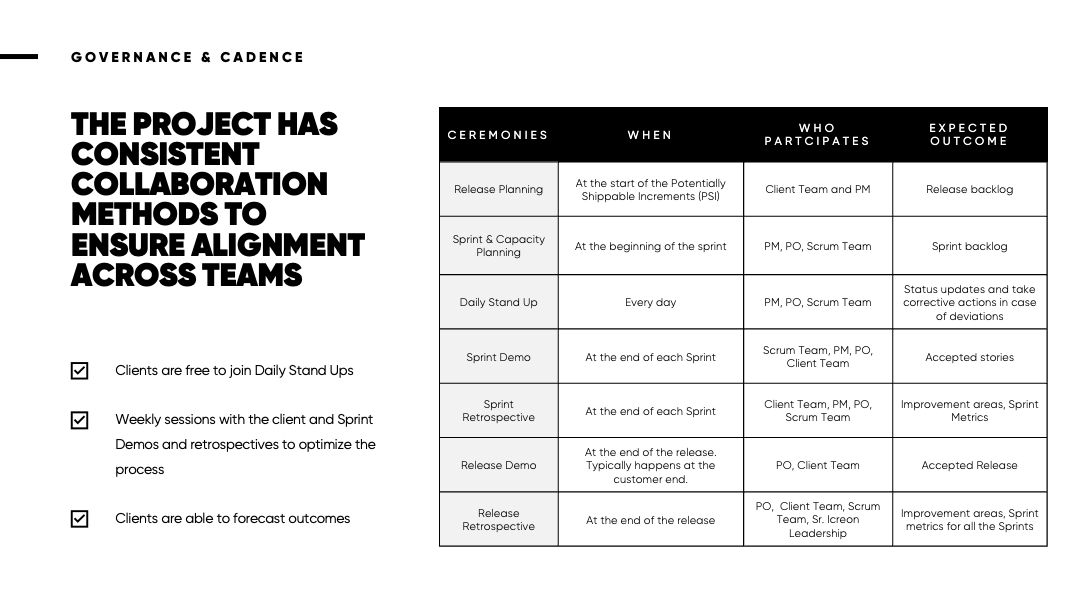 GOVERNANCE & CADENCE
THE PROJECT HAS
CONSISTENT
COLLABORATION
METHODS TO
ENSURE ALIGNMENT
ACROSS TEAMS
Clients are free to join Daily Stand Ups
Weekly sessions with the client and Sprint
Demos and retrospectives to optimize the
process
Clients are able to forecast outcomes
CEREMONIES
WHEN
WHO
PARTCIPATES
EXPECTED
OUTCOME
Release Planning
At the start of the Potentially
Shippable Increments (PSI)
Client Team and PM
Release backlog
Sprint & Capacity
Planning
At the beginning of the sprint
PM, PO, Scrum Team
Sprint backlog
Daily Stand Up
Every day
PM, PO, Scrum Team
Status updates and take
corrective actions in case
of deviations
Sprint Demo
At the end of each Sprint
Scrum Team, PM, PO,
Client Team
Accepted stories
Sprint
Retrospective
At the end of each Sprint
Client Team, PM, PO,
Scrum Team
Improvement areas, Sprint
Metrics
Release Demo
At the end of the release.
Typically happens at the
customer end.
PO, Client Team
Accepted Release
Release
Retrospective
At the end of the release
PO, Client Team, Scrum
Team, Sr. Icreon
Leadership
Improvement areas, Sprint
metrics for all the Sprints